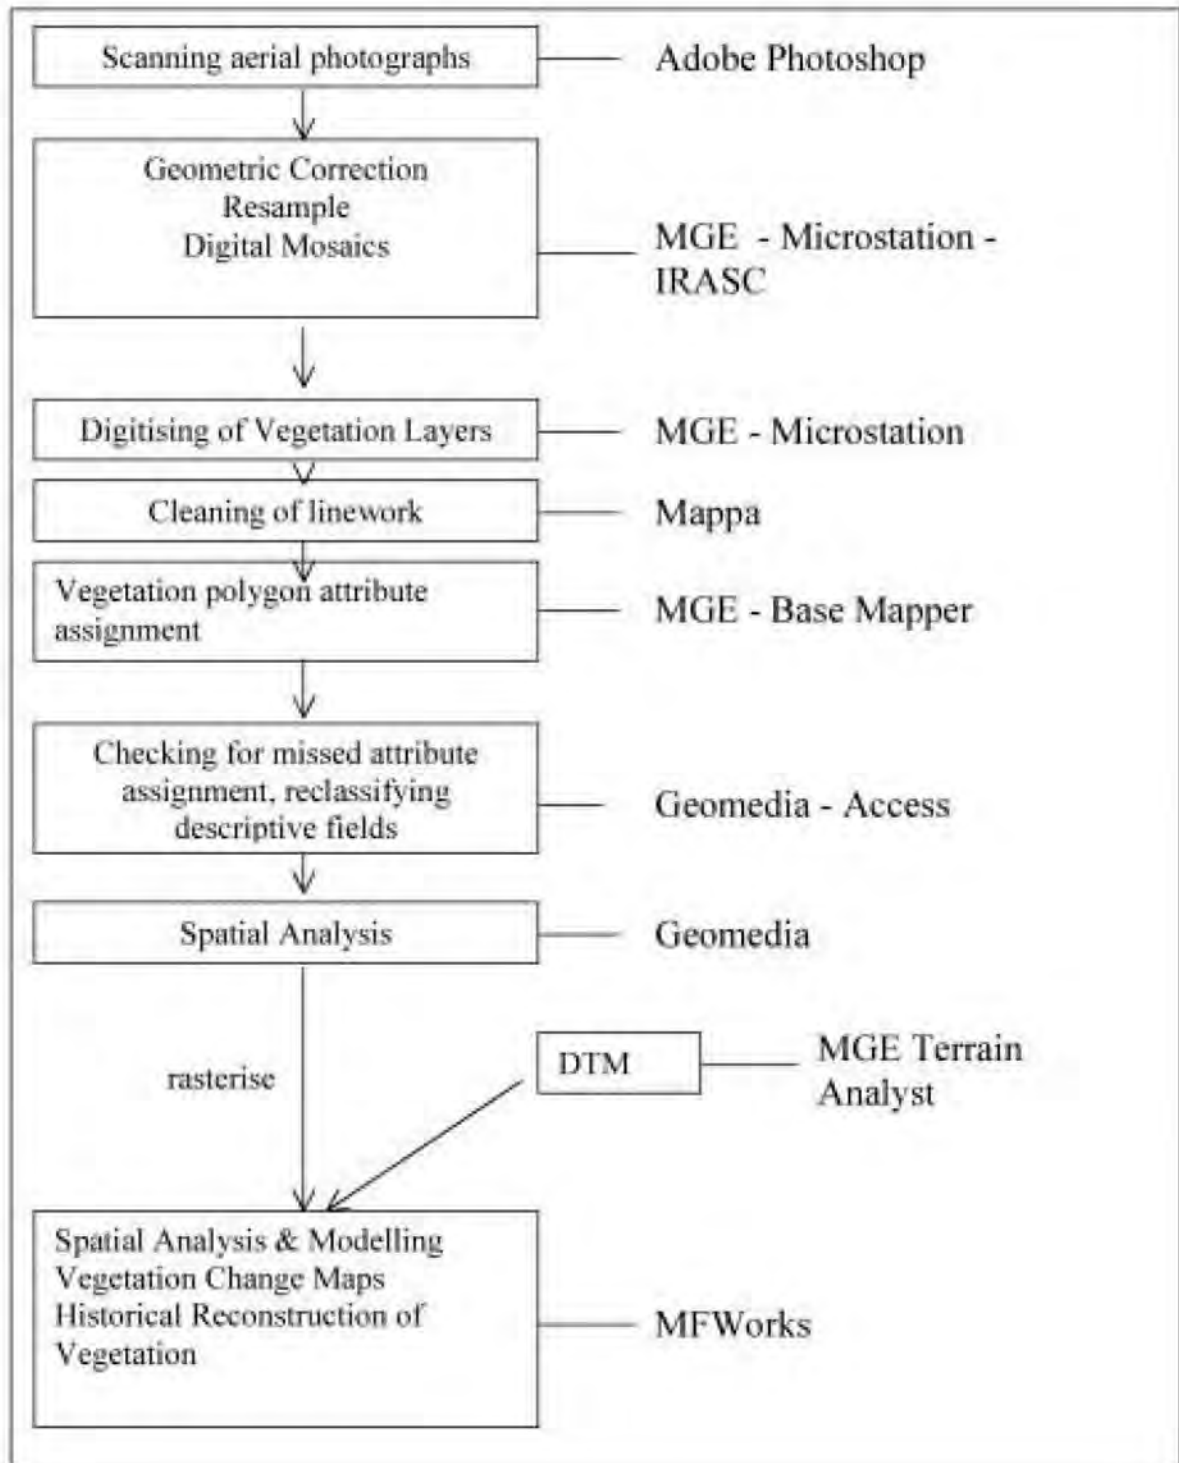 Scanning aerial photographs
Adobe Photoshop
Geometric Correction
Resample
Digital Mosaics
MGE - Microstation -
IRASC
Digitising of Vegetation Layers
MGE - Microstation
Cleaning of linework
Mappa
Vegetation polygon attribute
assignment
MGE - Base Mapper
Checking for missed attribute
assignment, reclassifying
descriptive fields
Geomedia - Access
Spatial Analysis
Geomedia
rasterise
DTM
MGE Terrain
Analyst
Spatial Analysis & Modelling
Vegetation Change Maps
Historical Reconstruction of
Vegetation
MFWorks